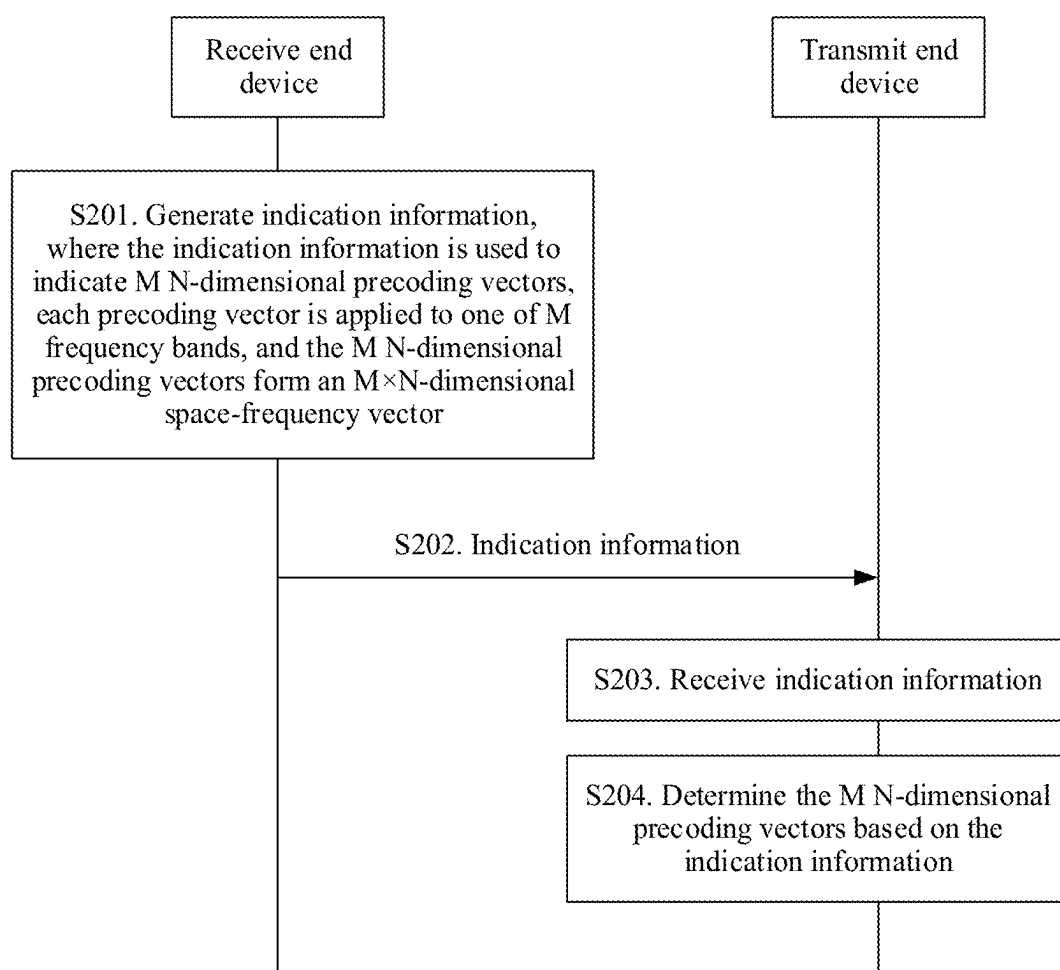 Receive end
device
Transmit end
device
S201. Generate indication information,
where the indication information is used to
indicate M N-dimensional precoding vectors,
each precoding vector is applied to one of M
frequency bands, and the M N-dimensional
precoding vectors form an M×N-dimensional
space-frequency vector
S202. Indication information
S203. Receive indication information
S204. Determine the M N-dimensional
precoding vectors based on the
indication information